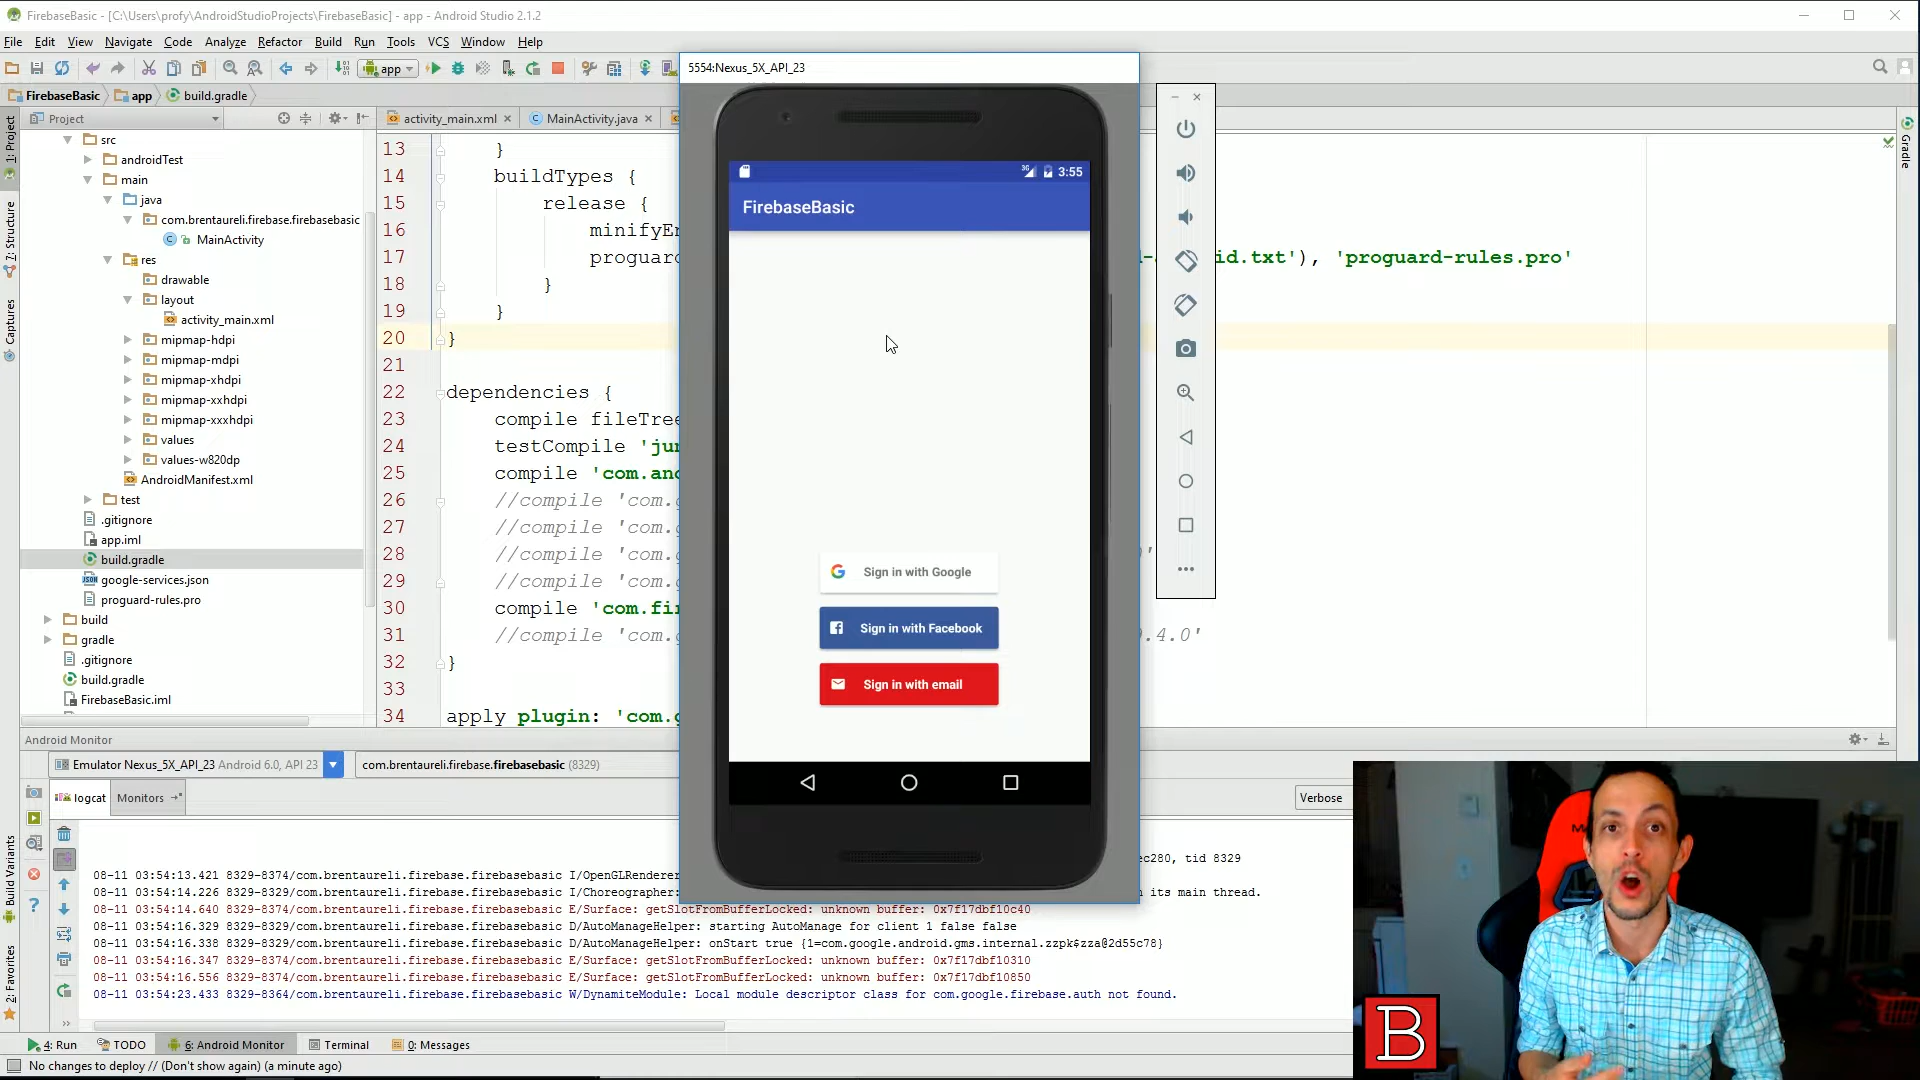 FirebaseBasic - [C:\Users\profy\AndroidStudioProjects\FirebaseBasic] - app - Android Studio 2.1.2
File Edit View Navigate Code Analyze Refactor Build Run Tools VCS Window Help
app
FirebaseBasic app build.gradle
Project
activity_main.xml MainActivity.java
1: Project
7: Structure
Captures
Build Variants
2: Favorites
Gradle
src
androidTest
main
java
com.brentaureli.firebase.firebasebasic
MainActivity
res
drawable
layout
activity_main.xml
mipmap-hdpi
mipmap-mdpi
mipmap-xhdpi
mipmap-xxhdpi
mipmap-xxxhdpi
values
values-w820dp
AndroidManifest.xml
test
.gitignore
app.iml
build.gradle
google-services.json
proguard-rules.pro
build
gradle
.gitignore
build.gradle
FirebaseBasic.iml
13 }
14 buildTypes {
15 release {
16 minifyEn
17 proguard id.txt'), 'proguard-rules.pro'
18 }
19 }
20 }
21
22 dependencies {
23 compile fileTree
24 testCompile 'jun
25 compile 'com.and
26 //compile 'com.g
27 //compile 'com.g
28 //compile 'com.g '
29 //compile 'com.g
30 compile 'com.fir
31 //compile 'com.g .4.0'
32 }
33
34 apply plugin: 'com.g
5554:Nexus_5X_API_23
3G 3:55
FirebaseBasic
Sign in with Google
Sign in with Facebook
Sign in with email
Android Monitor
Emulator Nexus_5X_API_23 Android 6.0, API 23 com.brentaureli.firebase.firebasebasic (8329)
logcat Monitors Verbose
ec280, tid 8329
08-11 03:54:13.421 8329-8374/com.brentaureli.firebase.firebasebasic I/OpenGLRenderer
08-11 03:54:14.226 8329-8329/com.brentaureli.firebase.firebasebasic I/Choreographer: its main thread.
08-11 03:54:14.640 8329-8374/com.brentaureli.firebase.firebasebasic E/Surface: getSlotFromBufferLocked: unknown buffer: 0x7f17dbf10c40
08-11 03:54:16.329 8329-8329/com.brentaureli.firebase.firebasebasic D/AutoManageHelper: starting AutoManage for client 1 false false
08-11 03:54:16.338 8329-8329/com.brentaureli.firebase.firebasebasic D/AutoManageHelper: onStart true {1=com.google.android.gms.internal.zzpk$zza@2d55c78}
08-11 03:54:16.347 8329-8374/com.brentaureli.firebase.firebasebasic E/Surface: getSlotFromBufferLocked: unknown buffer: 0x7f17dbf10310
08-11 03:54:16.556 8329-8374/com.brentaureli.firebase.firebasebasic E/Surface: getSlotFromBufferLocked: unknown buffer: 0x7f17dbf10850
08-11 03:54:23.433 8329-8364/com.brentaureli.firebase.firebasebasic W/DynamiteModule: Local module descriptor class for com.google.firebase.auth not found.
4: Run TODO 6: Android Monitor Terminal 0: Messages
No changes to deploy // (Don't show again) (a minute ago)
B